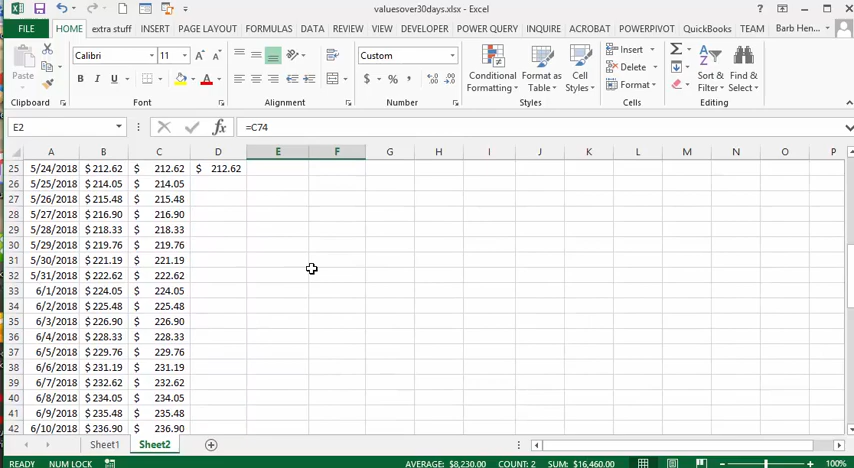 valuesover30days.xlsx - Excel
FILE HOME extra stuff INSERT PAGE LAYOUT FORMULAS DATA REVIEW VIEW DEVELOPER POWER QUERY INQUIRE ACROBAT POWERPIVOT QuickBooks TEAM Barb Hen...
Paste
Calibri 11
B I U
Custom
$ % ,
Conditional Formatting
Format as Table
Cell Styles
Insert
Delete
Format
Sort & Filter
Find & Select
Clipboard Font Alignment Number Styles Cells Editing
E2 =C74
A B C D E F G H I J K L M N O P
25 5/24/2018 $ 212.62 $ 212.62 $ 212.62
26 5/25/2018 $ 214.05 $ 214.05
27 5/26/2018 $ 215.48 $ 215.48
28 5/27/2018 $ 216.90 $ 216.90
29 5/28/2018 $ 218.33 $ 218.33
30 5/29/2018 $ 219.76 $ 219.76
31 5/30/2018 $ 221.19 $ 221.19
32 5/31/2018 $ 222.62 $ 222.62
33 6/1/2018 $ 224.05 $ 224.05
34 6/2/2018 $ 225.48 $ 225.48
35 6/3/2018 $ 226.90 $ 226.90
36 6/4/2018 $ 228.33 $ 228.33
37 6/5/2018 $ 229.76 $ 229.76
38 6/6/2018 $ 231.19 $ 231.19
39 6/7/2018 $ 232.62 $ 232.62
40 6/8/2018 $ 234.05 $ 234.05
41 6/9/2018 $ 235.48 $ 235.48
42 6/10/2018 $ 236.90 $ 236.90
Sheet1 Sheet2
READY NUM LOCK AVERAGE: $8,230.00 COUNT: 2 SUM: $16,460.00 100%